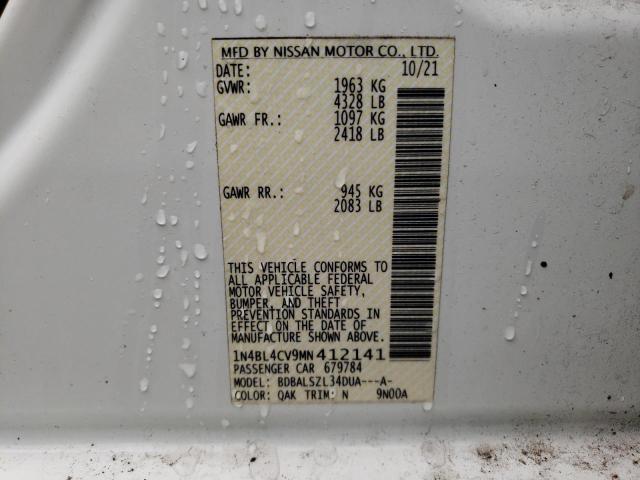 MFD BY NISSAN MOTOR CO., LTD.
DATE: 10/21
GVWR: 1963 KG
4328 LB
GAWR FR.: 1097 KG
2418 LB
GAWR RR.: 945 KG
2083 LB
THIS VEHICLE CONFORMS TO
ALL APPLICABLE FEDERAL
MOTOR VEHICLE SAFETY,
BUMPER, AND THEFT
PREVENTION STANDARDS IN
EFFECT ON THE DATE OF
MANUFACTURE SHOWN ABOVE.
1N4BL4CV9MN412141
PASSENGER CAR 679784
MODEL: BDBALSZL34DUA---A-
COLOR: QAK TRIM: N 9N00A